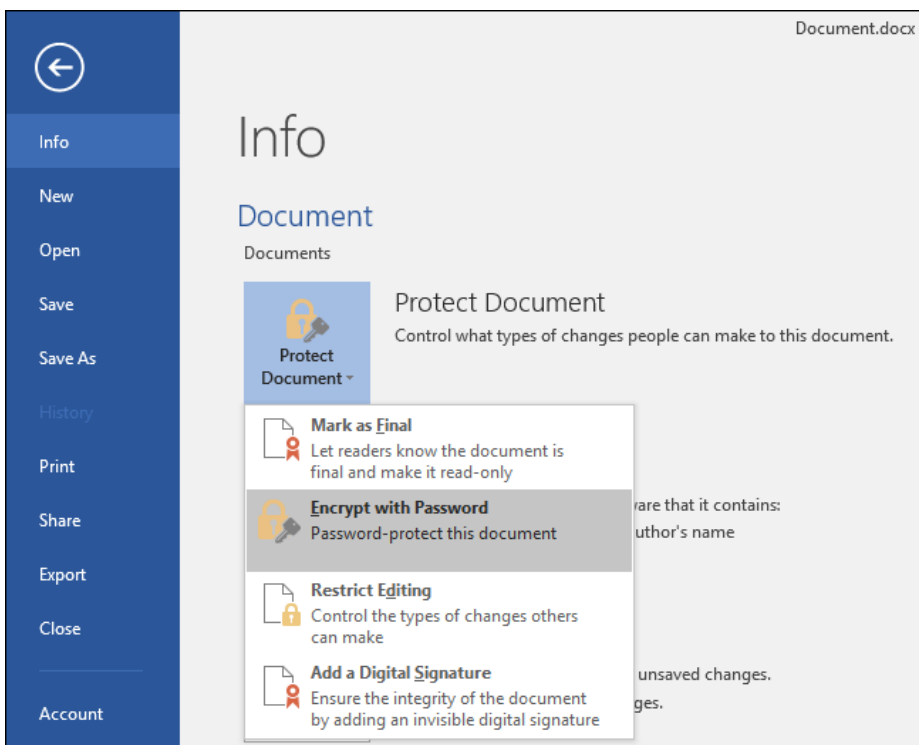 Document.docx
Info
New
Open
Save
Save As
History
Print
Share
Export
Close
Account
Info
Document
Documents
Protect
Document
Protect Document
Control what types of changes people can make to this document.
Mark as Final
Let readers know the document is
final and make it read-only
Encrypt with Password
Password-protect this document
Restrict Editing
Control the types of changes others
can make
Add a Digital Signature
Ensure the integrity of the document
by adding an invisible digital signature
that it contains:
name
unsaved changes.